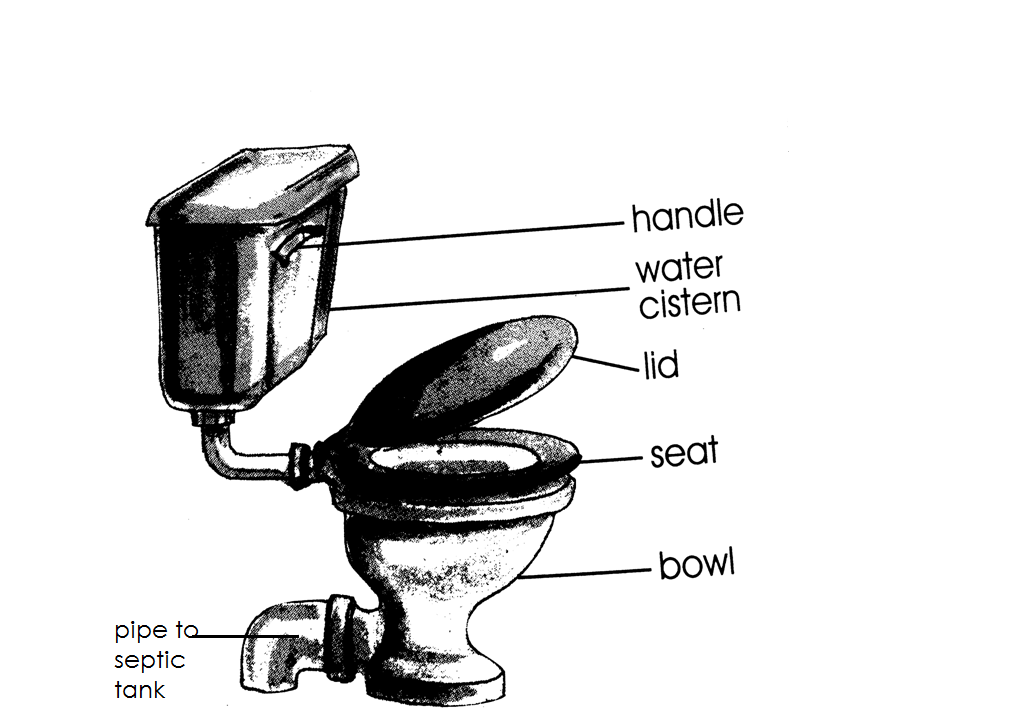 handle
water
cistern
lid
seat
bowl
pipe to
septic
tank